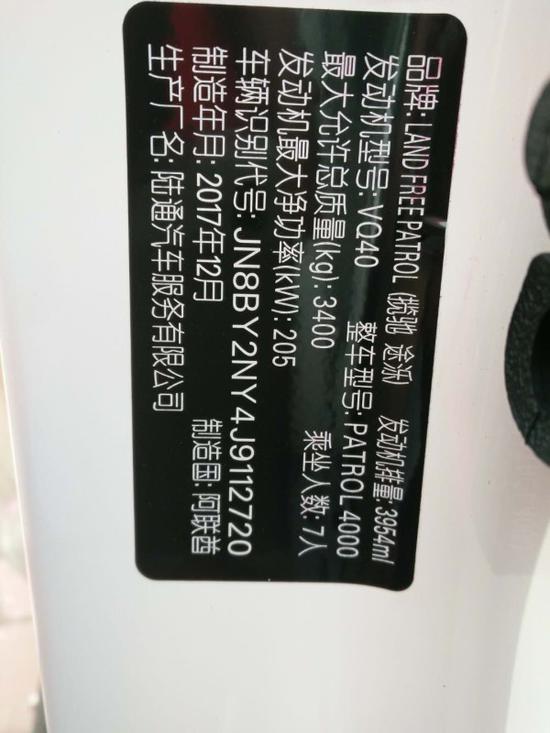 品牌: LAND FREE PATROL (揽驰 途浜) 发动机排量: 3954ml
发动机型号: VQ40 整车型号: PATROL 4000
最大允许总质量(kg): 3400
发动机最大净功率(kW): 205 乘坐人数: 7人
车辆识别代号: JN8BY2NY4J9112720
制造年月: 2017年12月 制造国: 阿联酋
生产厂名: 陆通汽车服务有限公司